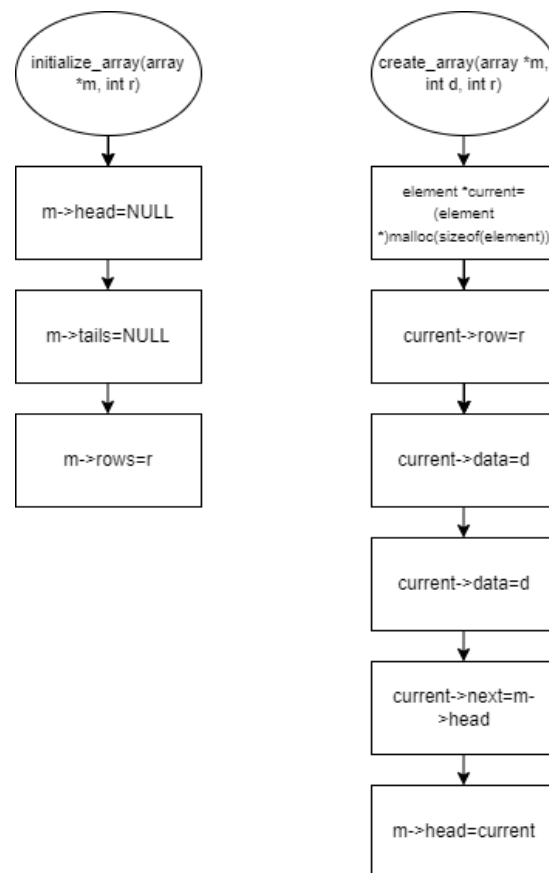 initialize_array(array
*m, int r)
m->head=NULL
m->tails=NULL
m->rows=r
create_array(array *m,
int d, int r)
element *current=
(element
*)malloc(sizeof(element))
current->row=r
current->data=d
current->data=d
current->next=m-
>head
m->head=current